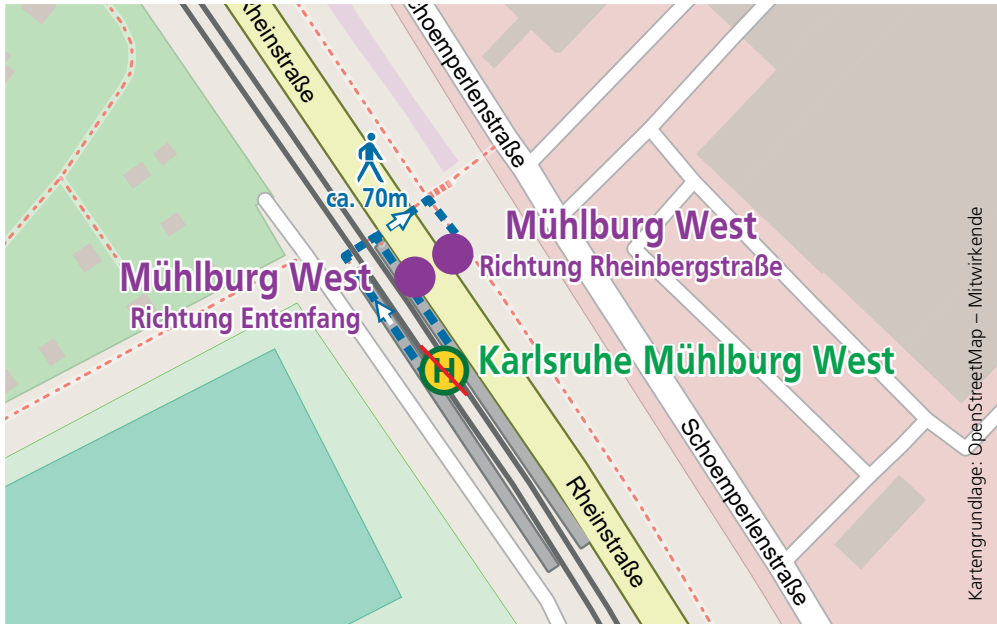 Rheinstraße
Schoemperlenstraße
ca. 70m
Mühlburg West
Richtung Rheinbergstraße
Mühlburg West
Richtung Entenfang
H
Karlsruhe Mühlburg West
Schoemperlenstraße
Rheinstraße
Kartengrundlage: OpenStreetMap – Mitwirkende